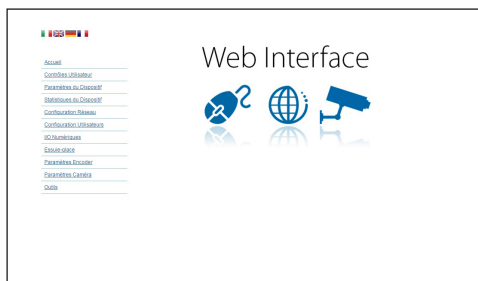 Web Interface
Accueil
Contrôles Utilisateur
Paramètres du Dispositif
Statistiques du Dispositif
Configuration Réseau
Configuration Utilisateurs
I/O Numériques
Essuie-glace
Paramètres Encoder
Paramètres Caméra
Outils